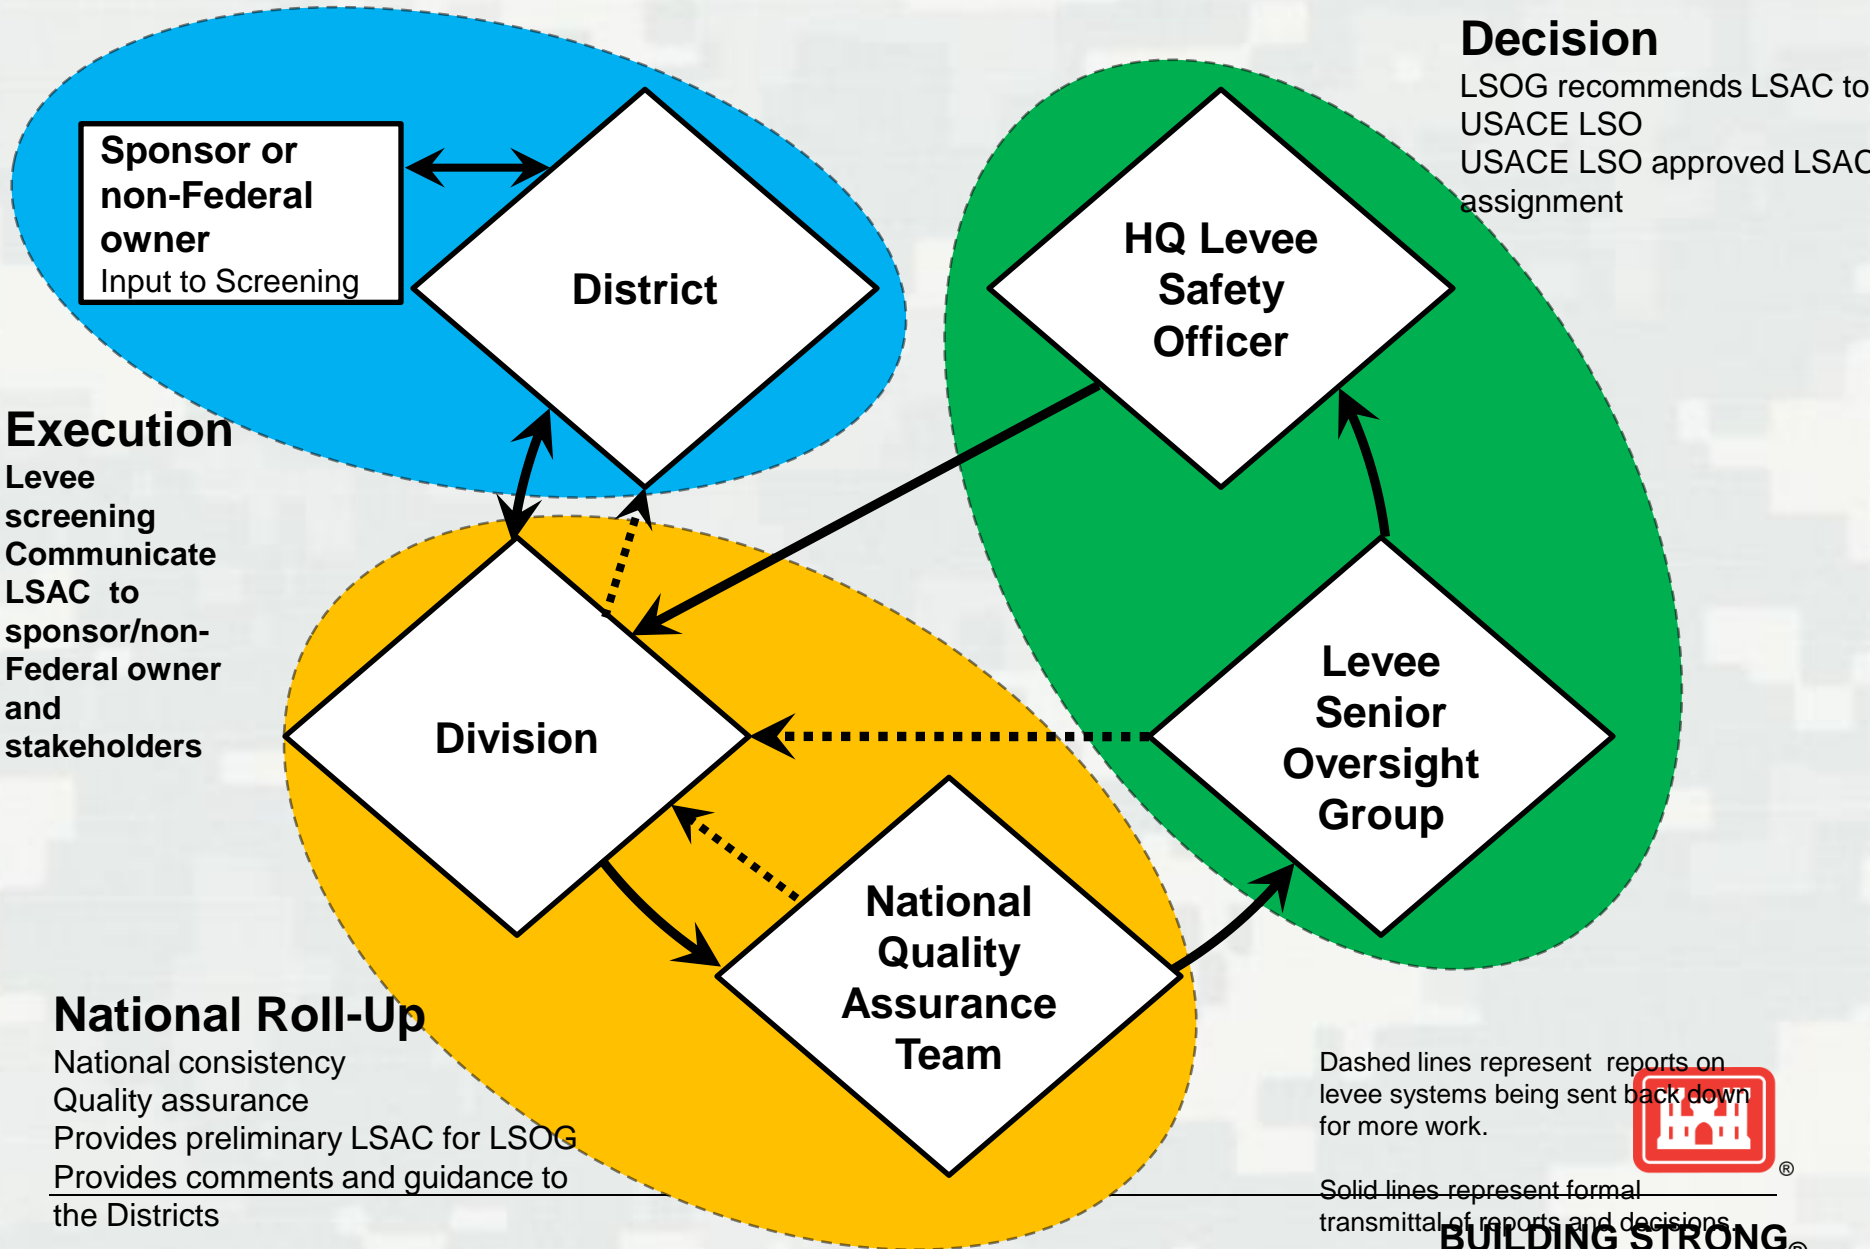 Decision
LSOG recommends LSAC to
USACE LSO
USACE LSO approved LSAC
assignment
Sponsor or
non-Federal
owner
Input to Screening
District
HQ Levee
Safety
Officer
Execution
Levee
screening
Communicate
LSAC to
sponsor/non-
Federal owner
and
stakeholders
Division
Levee
Senior
Oversight
Group
National
Quality
Assurance
Team
National Roll-Up
National consistency
Quality assurance
Provides preliminary LSAC for LSOG
Provides comments and guidance to
the Districts
Dashed lines represent reports on
levee systems being sent back down
for more work.
®
Solid lines represent formal
transmittal of reports and decisions.
BUILDING STRONG®